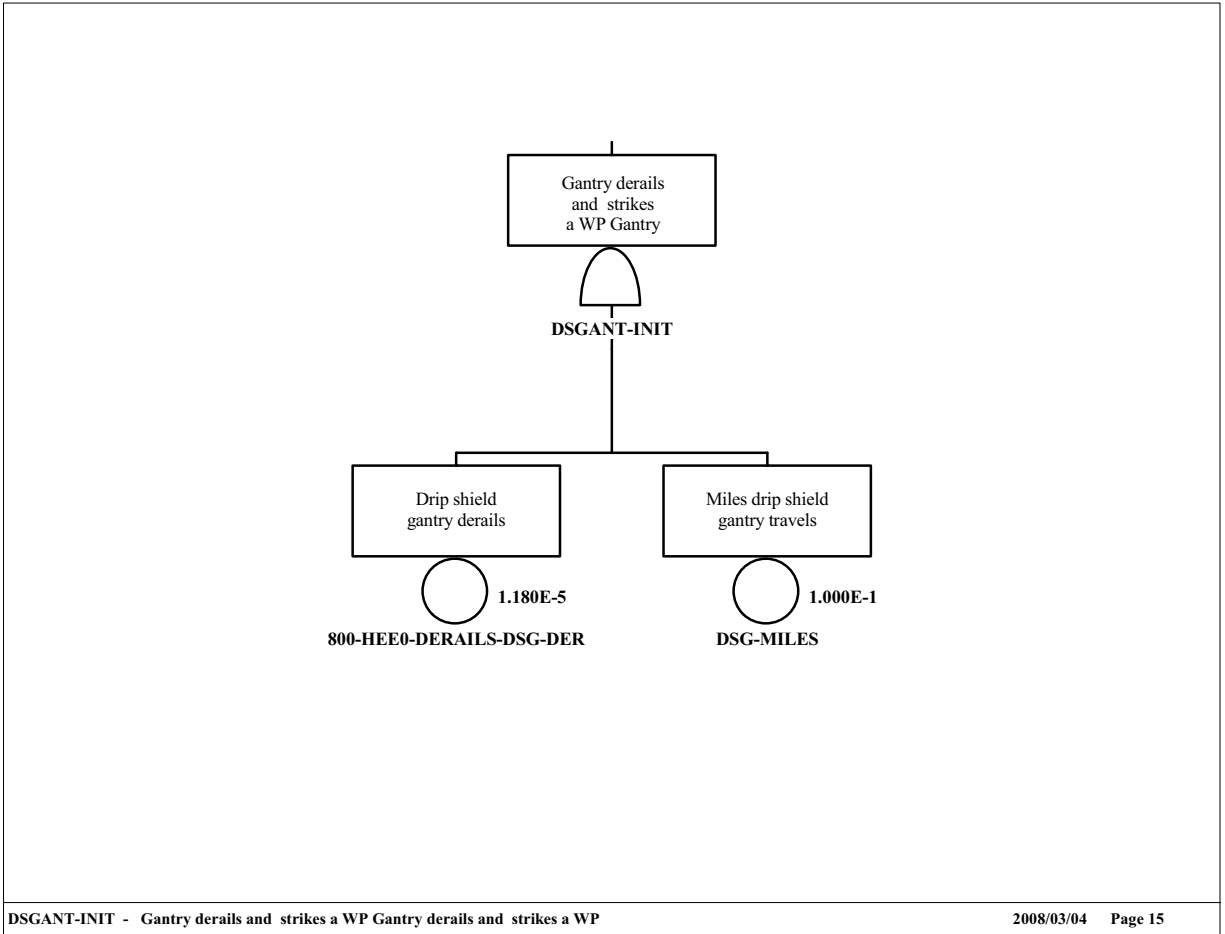 Gantry derails
and strikes
a WP Gantry
DSGANT-INIT
Drip shield
gantry derails
1.180E-5
800-HEE0-DERAILS-DSG-DER
Miles drip shield
gantry travels
1.000E-1
DSG-MILES
DSGANT-INIT - Gantry derails and strikes a WP Gantry derails and strikes a WP
2008/03/04 Page 15